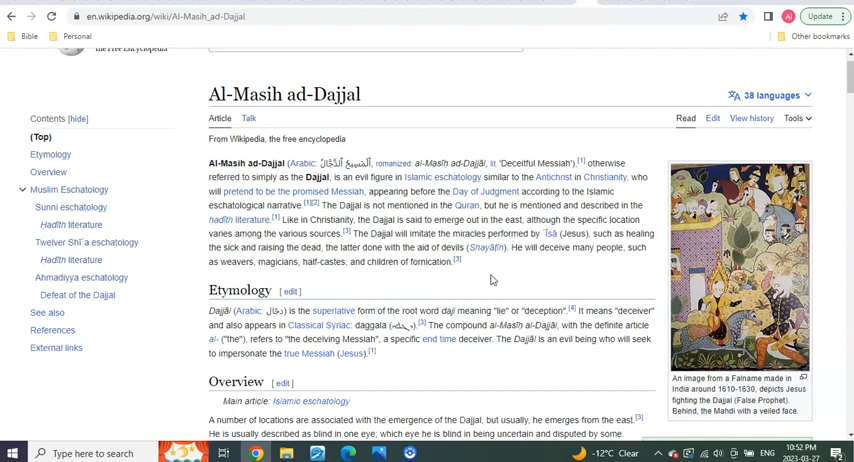 en.wikipedia.org/wiki/Al-Masih_ad-Dajjal
AI
Update
Bible
Personal
Other bookmarks
Al-Masih ad-Dajjal
38 languages
Article Talk
Read Edit View history Tools
From Wikipedia, the free encyclopedia
Contents [hide]
(Top)
Etymology
Overview
Muslim Eschatology
Sunni eschatology
Ḥadīth literature
Twelver Shīʿa eschatology
Ḥadīth literature
Ahmadiyya eschatology
Defeat of the Dajjal
See also
References
External links
Al-Masih ad-Dajjal (Arabic: ٱلْمَسِيحُ ٱلدَّجَّالُ, romanized: al-Masīḥ ad-Dajjāl, lit. 'Deceitful Messiah'),[1] otherwise
referred to simply as the Dajjal, is an evil figure in Islamic eschatology similar to the Antichrist in Christianity, who
will pretend to be the promised Messiah, appearing before the Day of Judgment according to the Islamic
eschatological narrative.[1][2] The Dajjal is not mentioned in the Quran, but he is mentioned and described in the
ḥadīth literature.[1] Like in Christianity, the Dajjal is said to emerge out in the east, although the specific location
varies among the various sources.[3] The Dajjal will imitate the miracles performed by ʿĪsā (Jesus), such as healing
the sick and raising the dead, the latter done with the aid of devils (Shayāṭīn). He will deceive many people, such
as weavers, magicians, half-castes, and children of fornication.[3]
Etymology [ edit ]
Dajjāl (Arabic: دجّال) is the superlative form of the root word dajl meaning "lie" or "deception".[4] It means "deceiver"
and also appears in Classical Syriac: daggala.[3] The compound al-Masīḥ al-Dajjāl, with the definite article
al- ("the"), refers to "the deceiving Messiah", a specific end time deceiver. The Dajjāl is an evil being who will seek
to impersonate the true Messiah (Jesus).[1]
Overview [ edit ]
Main article: Islamic eschatology
A number of locations are associated with the emergence of the Dajjal, but usually, he emerges from the east.[3]
He is usually described as blind in one eye; which eye he is blind in being uncertain and disputed by some.
An image from a Falname made in
India around 1610-1630, depicts Jesus
fighting the Dajjal (False Prophet).
Behind, the Mahdi with a veiled face.
Type here to search
-12°C Clear
ENG
10:52 PM
2023-03-27
2